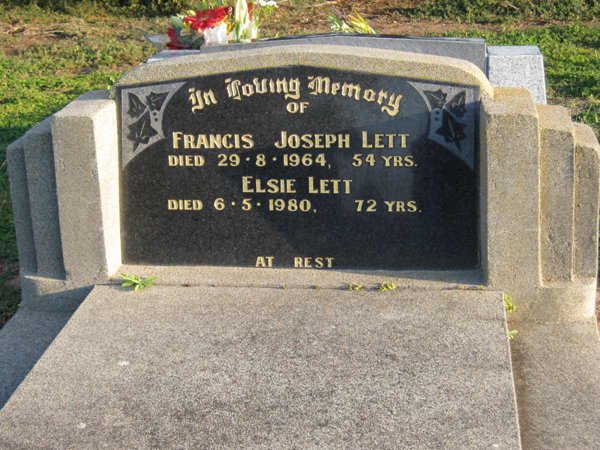 In Loving Memory
OF
FRANCIS JOSEPH LETT
DIED 29·8·1964, 54 YRS.
ELSIE LETT
DIED 6·5·1980, 72 YRS.
AT REST